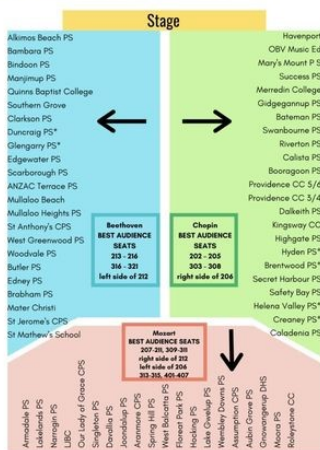 Stage
Alkimos Beach PS
Bambara PS
Bindoon PS
Manjimup PS
Quinns Baptist College
Southern Grove
Clarkson PS
Duncraig PS*
Glengarry PS*
Edgewater PS
Scarborough PS
ANZAC Terrace PS
Mullaloo Beach
Mullaloo Heights PS
St Anthony's CPS
West Greenwood PS
Woodvale PS
Butler PS
Edney PS
Brabham PS
Mater Christi
St Jerome's CPS
St Mathew's School
Beethoven
BEST AUDIENCE
SEATS
213 - 216
316 - 321
left side of 212
Havenport
OBV Music Ed
Mary's Mount P S
Success PS
Merredin College
Gidgegannup PS
Bateman PS
Swanbourne PS
Riverton PS
Calista PS
Booragoon PS
Providence CC 5/6
Providence CC 3/4
Dalkeith PS
Kingsway CC
Highgate PS
Hyden PS*
Brentwood PS*
Secret Harbour PS
Safety Bay PS
Helena Valley PS*
Creaney PS*
Caladenia PS
Chopin
BEST AUDIENCE
SEATS
202 - 205
303 - 308
right side of 206
Mozart
BEST AUDIENCE SEATS
207-211, 309-311
right side of 212
left side of 206
313-315, 401-407
Armadale PS
Lakelands PS
Narrogin PS
LJBC
Our Lady of Grace CPS
Singleton PS
Davallia PS
Joondalup PS
Aranmore CPS
Spring Hill PS
West Balcatta PS
Floreat Park PS
Hocking PS
Lake Gwelup PS
Wembley Downs PS
Assumption CPS
Aubin Grove PS
Gnowangerup DHS
Moora PS
Roleystone CC